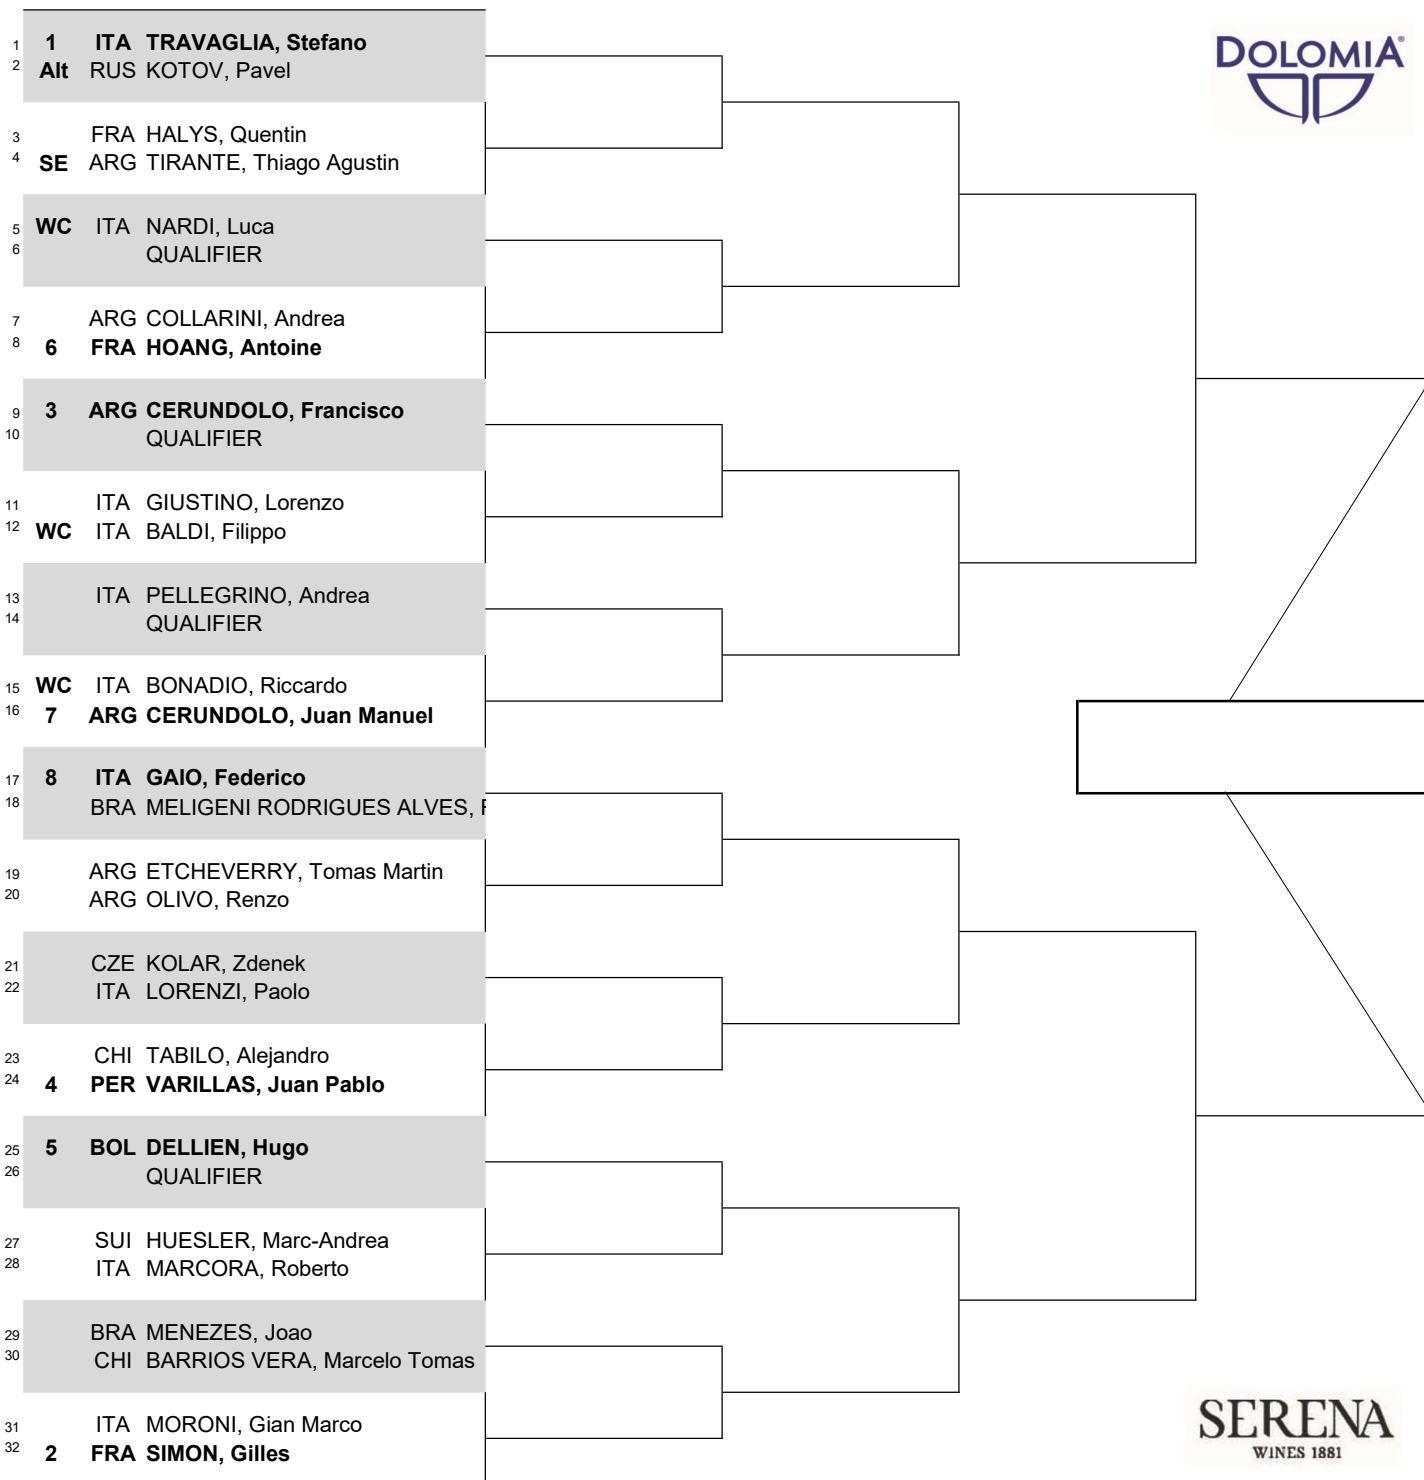 1 1 ITA TRAVAGLIA, Stefano
2 Alt RUS KOTOV, Pavel
DOLOMIA®
3 FRA HALYS, Quentin
4 SE ARG TIRANTE, Thiago Agustin
5 WC ITA NARDI, Luca
6 QUALIFIER
7 ARG COLLARINI, Andrea
8 6 FRA HOANG, Antoine
9 3 ARG CERUNDOLO, Francisco
10 QUALIFIER
11 ITA GIUSTINO, Lorenzo
12 WC ITA BALDI, Filippo
13 ITA PELLEGRINO, Andrea
14 QUALIFIER
15 WC ITA BONADIO, Riccardo
16 7 ARG CERUNDOLO, Juan Manuel
17 8 ITA GAIO, Federico
18 BRA MELIGENI RODRIGUES ALVES, F
19 ARG ETCHEVERRY, Tomas Martin
20 ARG OLIVO, Renzo
21 CZE KOLAR, Zdenek
22 ITA LORENZI, Paolo
23 CHI TABILO, Alejandro
24 4 PER VARILLAS, Juan Pablo
25 5 BOL DELLIEN, Hugo
26 QUALIFIER
27 SUI HUESLER, Marc-Andrea
28 ITA MARCORA, Roberto
29 BRA MENEZES, Joao
30 CHI BARRIOS VERA, Marcelo Tomas
31 ITA MORONI, Gian Marco
32 2 FRA SIMON, Gilles
SERENA
WINES 1881